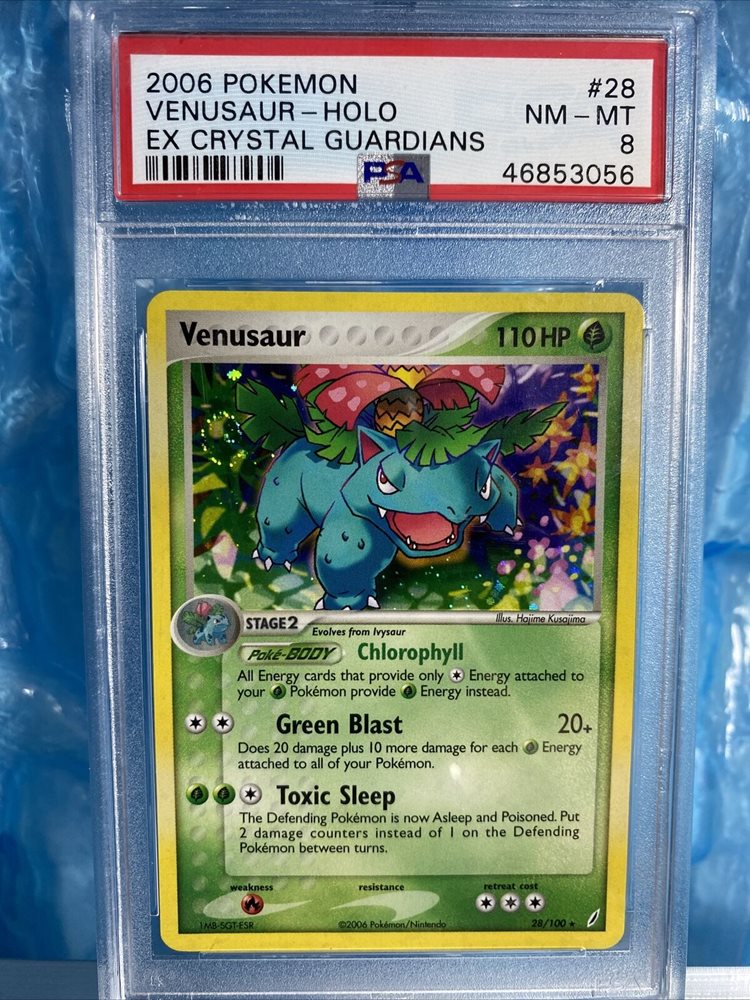 2006 POKEMON #28
VENUSAUR - HOLO NM - MT
EX CRYSTAL GUARDIANS 8
PSA 46853056
Venusaur 110 HP
Illus. Hajime Kusajima
STAGE2
Evolves from Ivysaur
Poké-BODY Chlorophyll
All Energy cards that provide only Energy attached to
your Pokémon provide Energy instead.
Green Blast 20+
Does 20 damage plus 10 more damage for each Energy
attached to all of your Pokémon.
Toxic Sleep
The Defending Pokémon is now Asleep and Poisoned. Put
2 damage counters instead of 1 on the Defending
Pokémon between turns.
weakness resistance retreat cost
1MB-5GT-ESR ©2006 Pokémon/Nintendo 28/100 ★